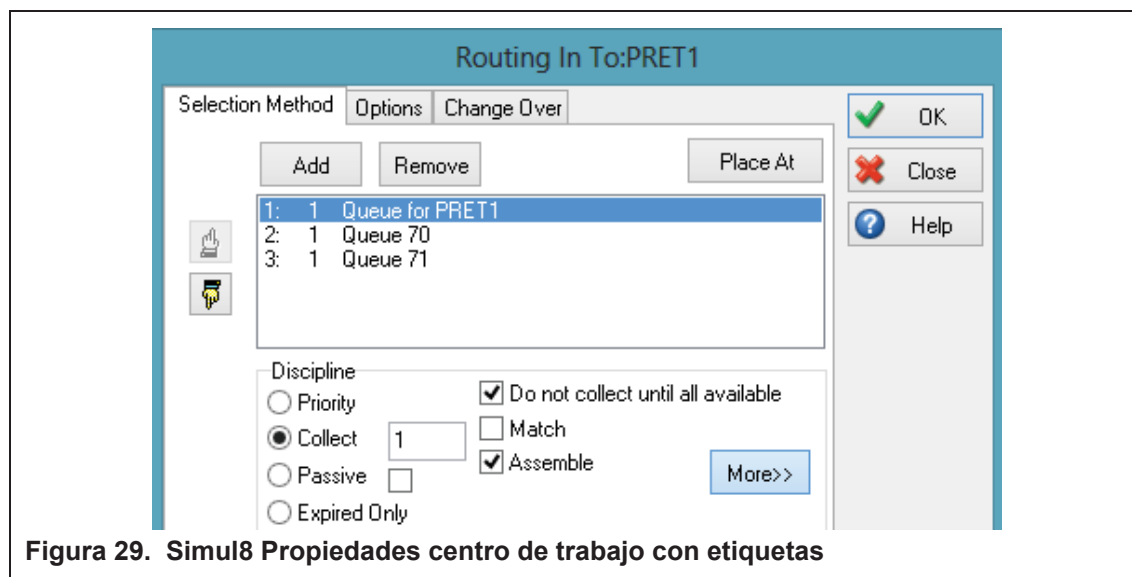 Routing In To:PRET1
Selection Method Options Change Over
OK
Add Remove Place At
Close
1: 1 Queue for PRET1
Help
2: 1 Queue 70
3: 1 Queue 71
Discipline
Priority
Do not collect until all available
Collect 1
Match
Passive
Assemble
More>>
Expired Only
Figura 29. Simul8 Propiedades centro de trabajo con etiquetas